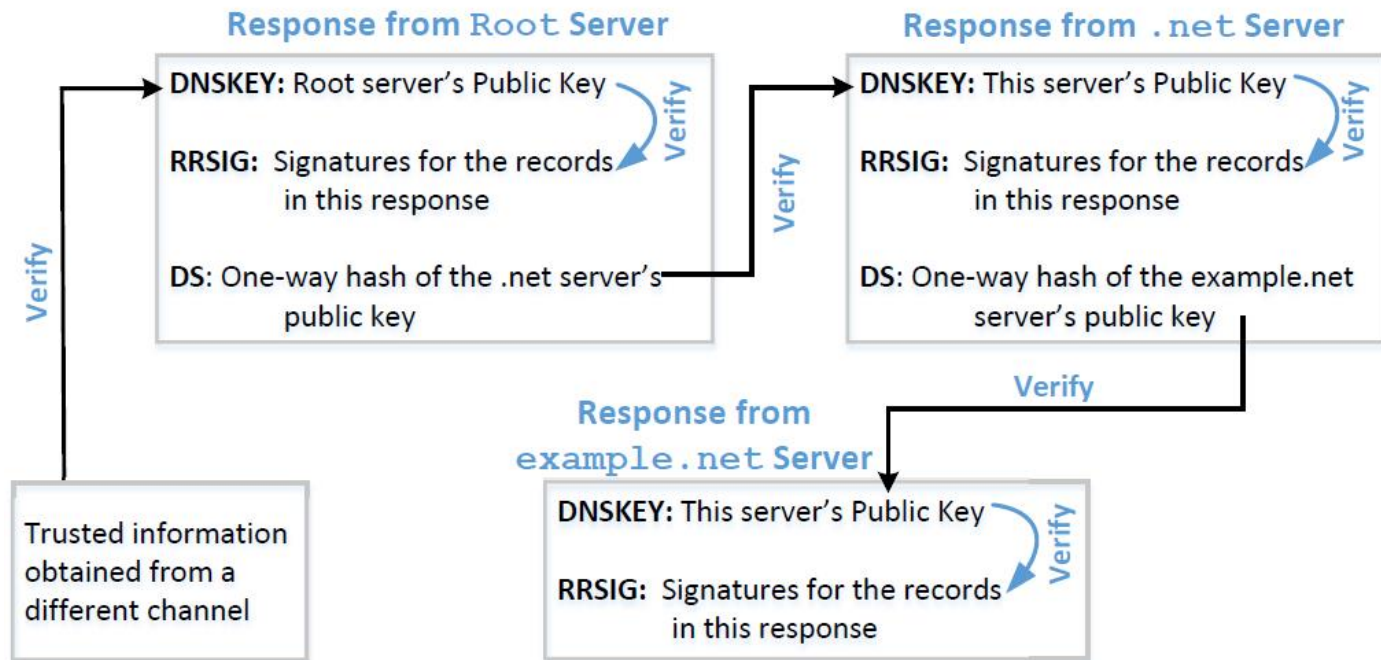 Response from Root Server
DNSKEY: Root server's Public Key
Verify
RRSIG: Signatures for the records
in this response
DS: One-way hash of the .net server's
public key
Verify
Response from .net Server
DNSKEY: This server's Public Key
Verify
RRSIG: Signatures for the records
in this response
DS: One-way hash of the example.net
server's public key
Verify
Verify
Response from
example.net Server
DNSKEY: This server's Public Key
Verify
RRSIG: Signatures for the records
in this response
Trusted information
obtained from a
different channel